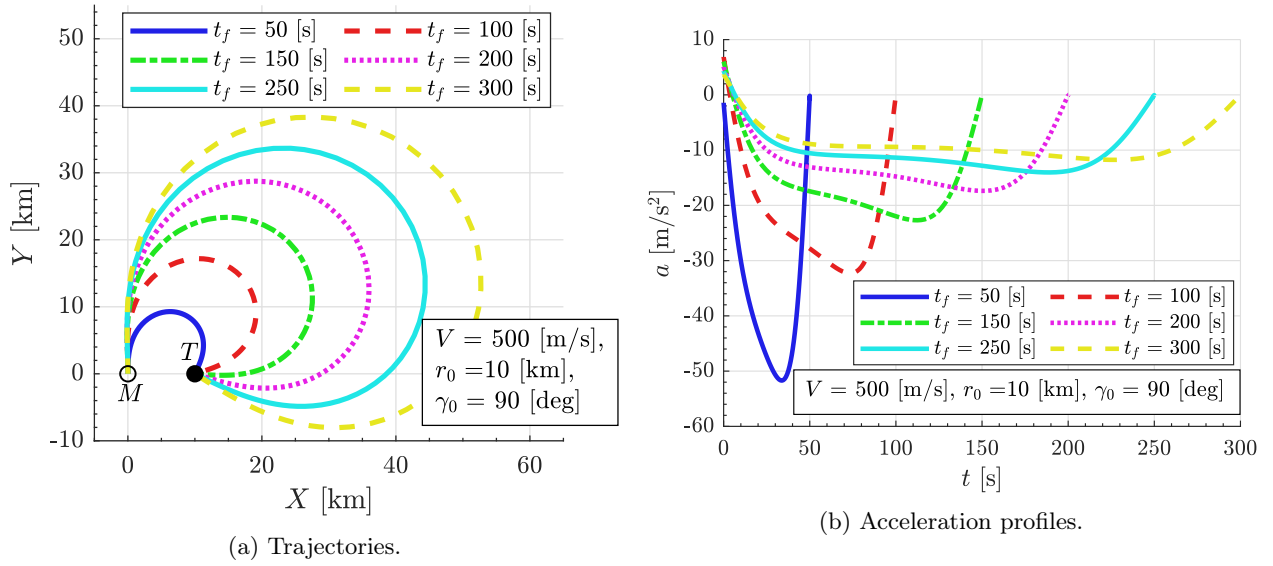 t_f = 50 [s]
t_f = 100 [s]
t_f = 150 [s]
t_f = 200 [s]
t_f = 250 [s]
t_f = 300 [s]
50
40
30
20
10
0
-10
Y [km]
T
M
V = 500 [m/s],
r_0 =10 [km],
γ_0 = 90 [deg]
0
20
40
60
X [km]
(a) Trajectories.
10
0
-10
-20
-30
-40
-50
-60
a [m/s²]
t_f = 50 [s]
t_f = 100 [s]
t_f = 150 [s]
t_f = 200 [s]
t_f = 250 [s]
t_f = 300 [s]
V = 500 [m/s], r_0 =10 [km], γ_0 = 90 [deg]
0
50
100
150
200
250
300
t [s]
(b) Acceleration profiles.